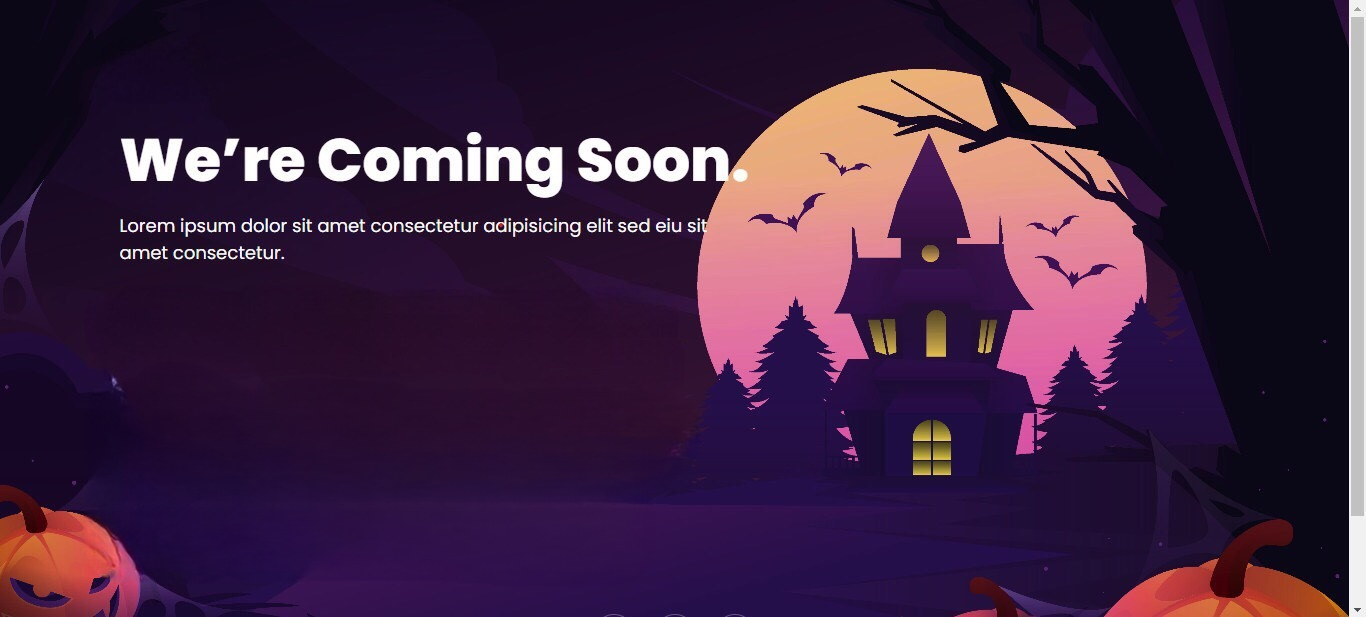 We’re Coming Soon.
Lorem ipsum dolor sit amet consectetur adipisicing elit sed eiu sit
amet consectetur.